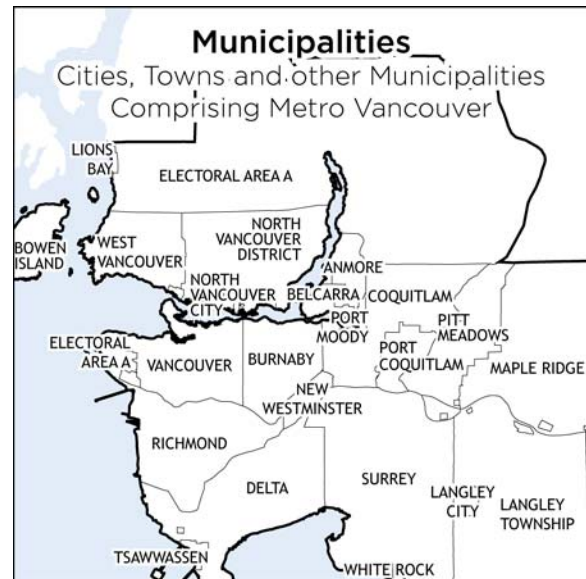 Municipalities
Cities, Towns and other Municipalities
Comprising Metro Vancouver
LIONS
BAY
ELECTORAL AREA A
BOWEN
ISLAND
WEST
VANCOUVER
NORTH
VANCOUVER
DISTRICT
NORTH
VANCOUVER
CITY
ANMORE
BELCARRA
COQUITLAM
PORT
MOODY
PITT
MEADOWS
PORT
COQUITLAM
MAPLE RIDGE
ELECTORAL
AREA A
VANCOUVER
BURNABY
NEW
WESTMINSTER
RICHMOND
DELTA
SURREY
LANGLEY
CITY
LANGLEY
TOWNSHIP
TSAWWASSEN
WHITE ROCK